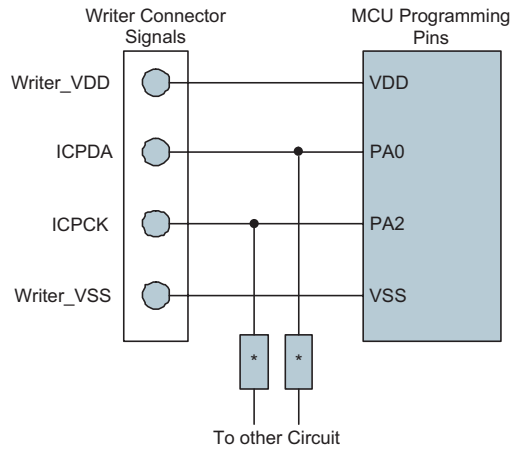 Writer Connector
Signals
MCU Programming
Pins
Writer_VDD
VDD
ICPDA
PA0
ICPCK
PA2
Writer_VSS
VSS
* *
To other Circuit